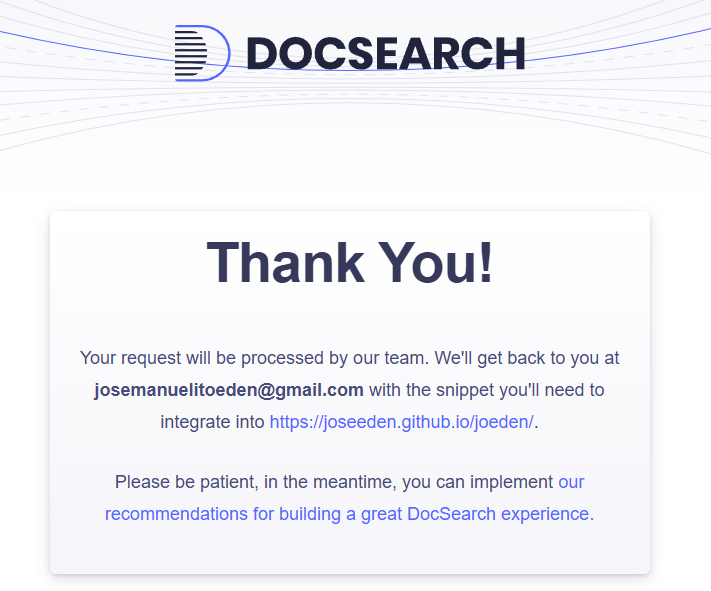 DOCSEARCH
Thank You!
Your request will be processed by our team. We'll get back to you at
josemanuelitoeden@gmail.com with the snippet you'll need to
integrate into https://joseeden.github.io/joeden/.
Please be patient, in the meantime, you can implement our
recommendations for building a great DocSearch experience.